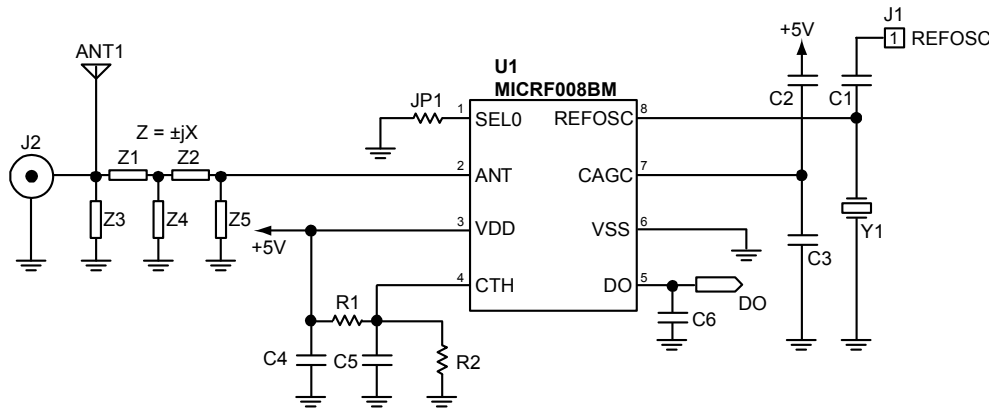 J1
+5V
1 REFOSC
ANT1
U1
MICRF008BM
C2
C1
JP1
1
SEL0
REFOSC
8
J2
Z = ±jX
Z1
Z2
2
ANT
CAGC
7
Z3
Z4
Z5
3
VDD
VSS
6
Y1
+5V
C3
4
CTH
DO
5
DO
R1
C6
C4
C5
R2